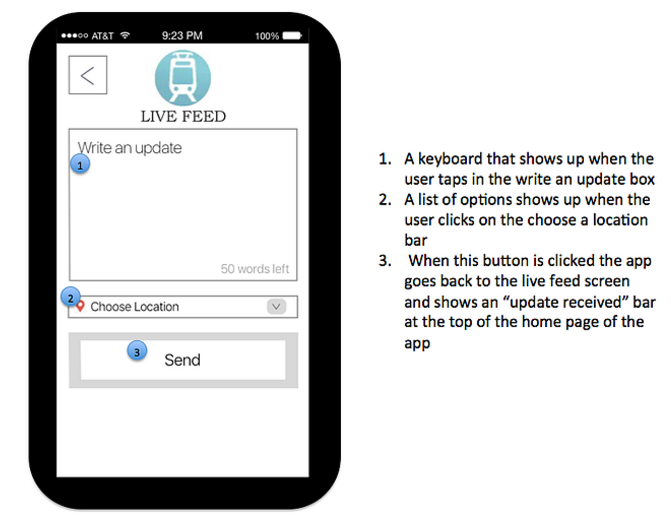 ●●●○○ AT&T 9:23 PM 100%
<
LIVE FEED
Write an update
1
50 words left
2
Choose Location
3
Send
1. A keyboard that shows up when the
user taps in the write an update box
2. A list of options shows up when the
user clicks on the choose a location
bar
3. When this button is clicked the app
goes back to the live feed screen
and shows an “update received” bar
at the top of the home page of the
app